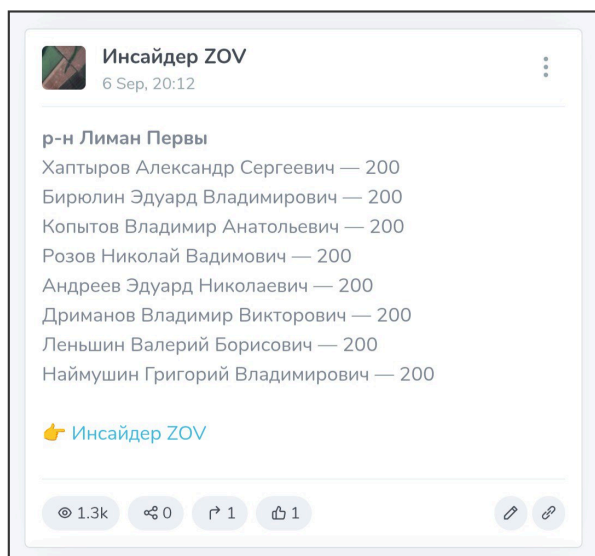 Инсайдер ZOV
6 Sep, 20:12
р-н Лиман Первы
Хаптыров Александр Сергеевич — 200
Бирюлин Эдуард Владимирович — 200
Копытов Владимир Анатольевич — 200
Розов Николай Вадимович — 200
Андреев Эдуард Николаевич — 200
Дриманов Владимир Викторович — 200
Леньшин Валерий Борисович — 200
Наймушин Григорий Владимирович — 200
👉 Инсайдер ZOV
1.3k 0 1 1